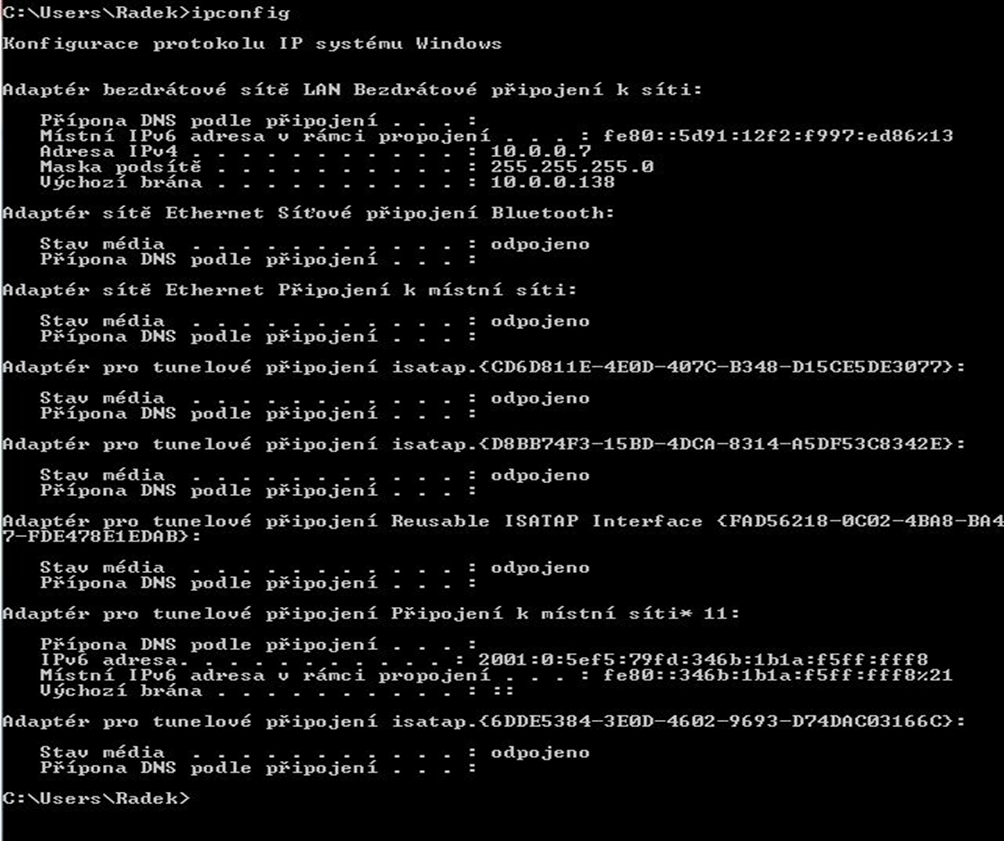 C:\Users\Radek>ipconfig
Konfigurace protokolu IP systému Windows
Adaptér bezdrátové sítě LAN Bezdrátové připojení k síti:
Přípona DNS podle připojení . . . :
Místní IPv6 adresa v rámci propojení . . . : fe80::5d91:12f2:f997:ed86%13
Adresa IPv4 . . . . . . . . . . . : 10.0.0.7
Maska podsítě . . . . . . . . . . : 255.255.255.0
Výchozí brána . . . . . . . . . . : 10.0.0.138
Adaptér sítě Ethernet Síťové připojení Bluetooth:
Stav média . . . . . . . . . . . : odpojeno
Přípona DNS podle připojení . . . :
Adaptér sítě Ethernet Připojení k místní síti:
Stav média . . . . . . . . . . . : odpojeno
Přípona DNS podle připojení . . . :
Adaptér pro tunelové připojení isatap.{CD6D811E-4E0D-407C-B348-D15CE5DE3077}:
Stav média . . . . . . . . . . . : odpojeno
Přípona DNS podle připojení . . . :
Adaptér pro tunelové připojení isatap.{D8BB74F3-15BD-4DCA-8314-A5DF53C8342E}:
Stav média . . . . . . . . . . . : odpojeno
Přípona DNS podle připojení . . . :
Adaptér pro tunelové připojení Reusable ISATAP Interface {FAD56218-0C02-4BA8-BA4
7-FDE478E1EDAB}:
Stav média . . . . . . . . . . . : odpojeno
Přípona DNS podle připojení . . . :
Adaptér pro tunelové připojení Připojení k místní síti* 11:
Přípona DNS podle připojení . . . :
IPv6 adresa. . . . . . . . . . . : 2001:0:5ef5:79fd:346b:1b1a:f5ff:fff8
Místní IPv6 adresa v rámci propojení . . . : fe80::346b:1b1a:f5ff:fff8%21
Výchozí brána . . . . . . . . . . : ::
Adaptér pro tunelové připojení isatap.{6DDE5384-3E0D-4602-9693-D74DAC03166C}:
Stav média . . . . . . . . . . . : odpojeno
Přípona DNS podle připojení . . . :
C:\Users\Radek>